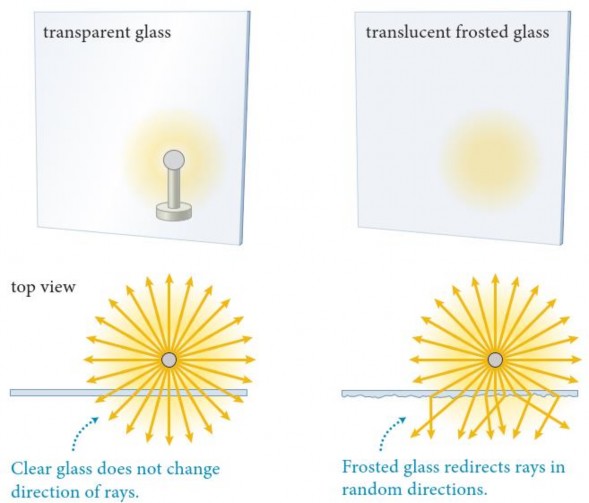 transparent glass
translucent frosted glass
top view
Clear glass does not change
direction of rays.
Frosted glass redirects rays in
random directions.